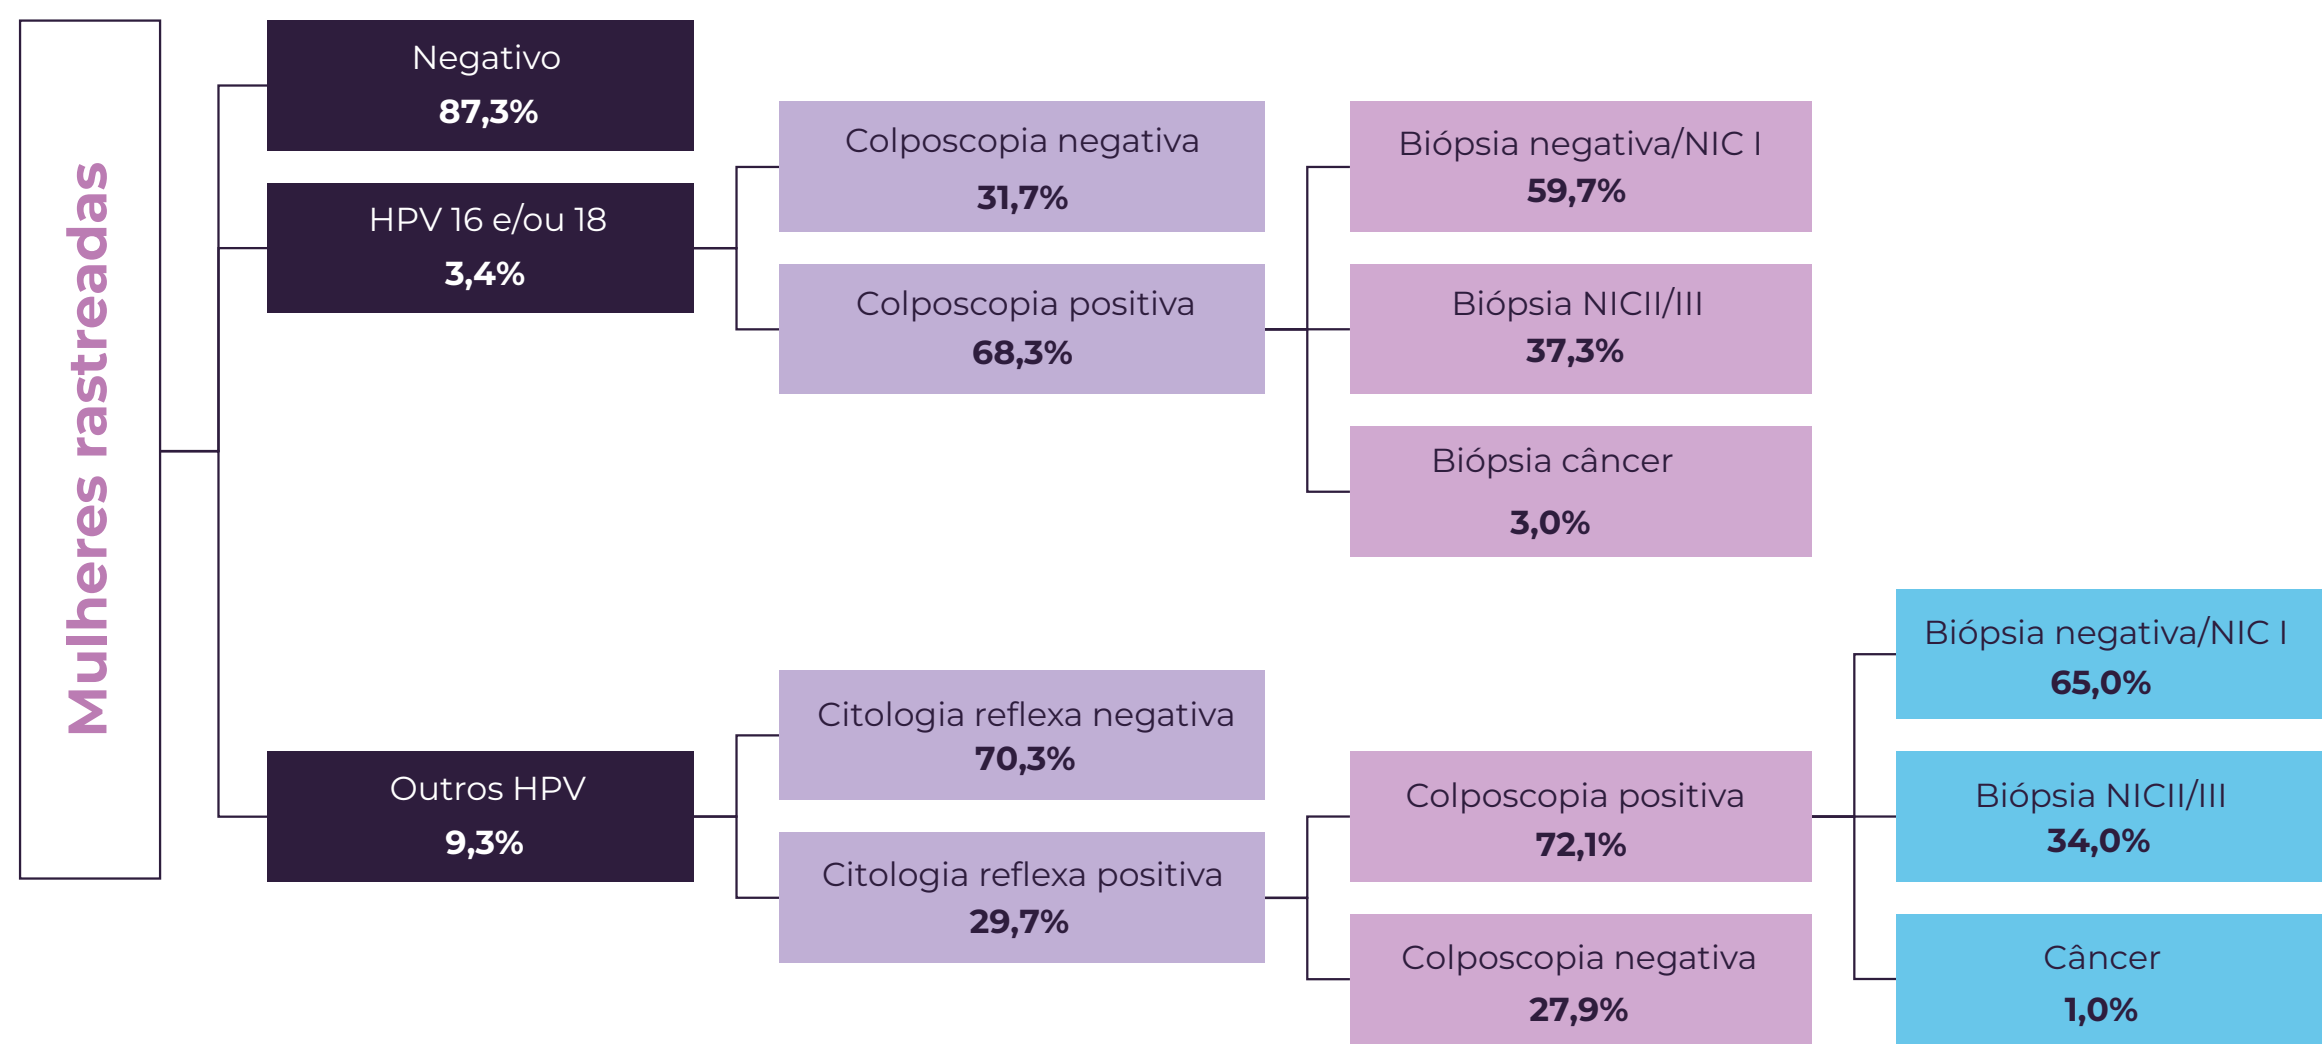 Mulheres rastreadas
Negativo
87,3%
HPV 16 e/ou 18
3,4%
Colposcopia negativa
31,7%
Colposcopia positiva
68,3%
Biópsia negativa/NIC I
59,7%
Biópsia NICII/III
37,3%
Biópsia câncer
3,0%
Outros HPV
9,3%
Citologia reflexa negativa
70,3%
Citologia reflexa positiva
29,7%
Colposcopia positiva
72,1%
Colposcopia negativa
27,9%
Biópsia negativa/NIC I
65,0%
Biópsia NICII/III
34,0%
Câncer
1,0%